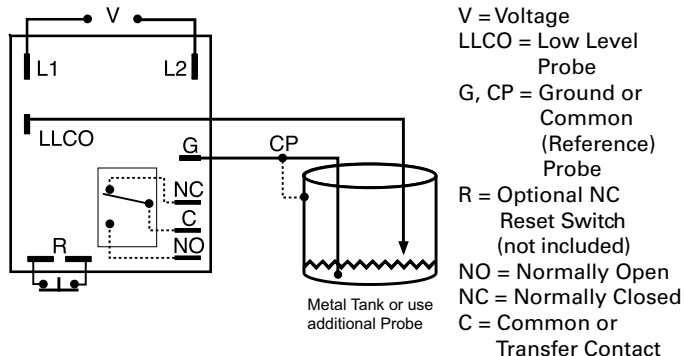 V
L1
L2
LLCO
G
CP
NC
C
NO
R
Metal Tank or use
additional Probe
V = Voltage
LLCO = Low Level
Probe
G, CP = Ground or
Common
(Reference)
Probe
R = Optional NC
Reset Switch
(not included)
NO = Normally Open
NC = Normally Closed
C = Common or
Transfer Contact